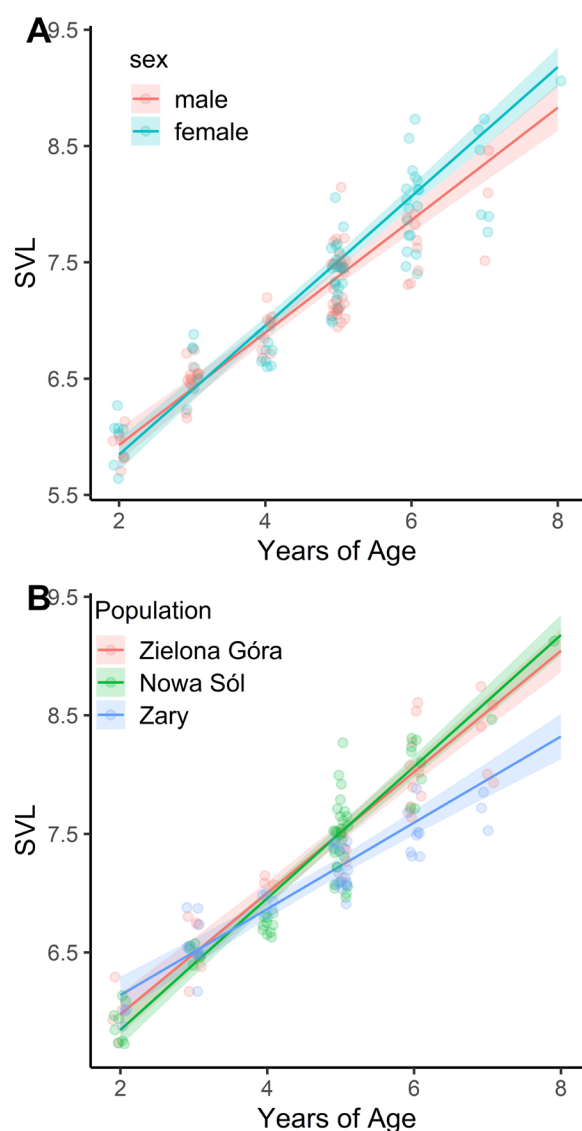 A
9.5
sex
male
female
8.5
SVL
7.5
6.5
5.5
2 4 6 8
Years of Age
B
9.5
Population
Zielona Góra
Nowa Sól
Zary
8.5
SVL
7.5
6.5
2 4 6 8
Years of Age